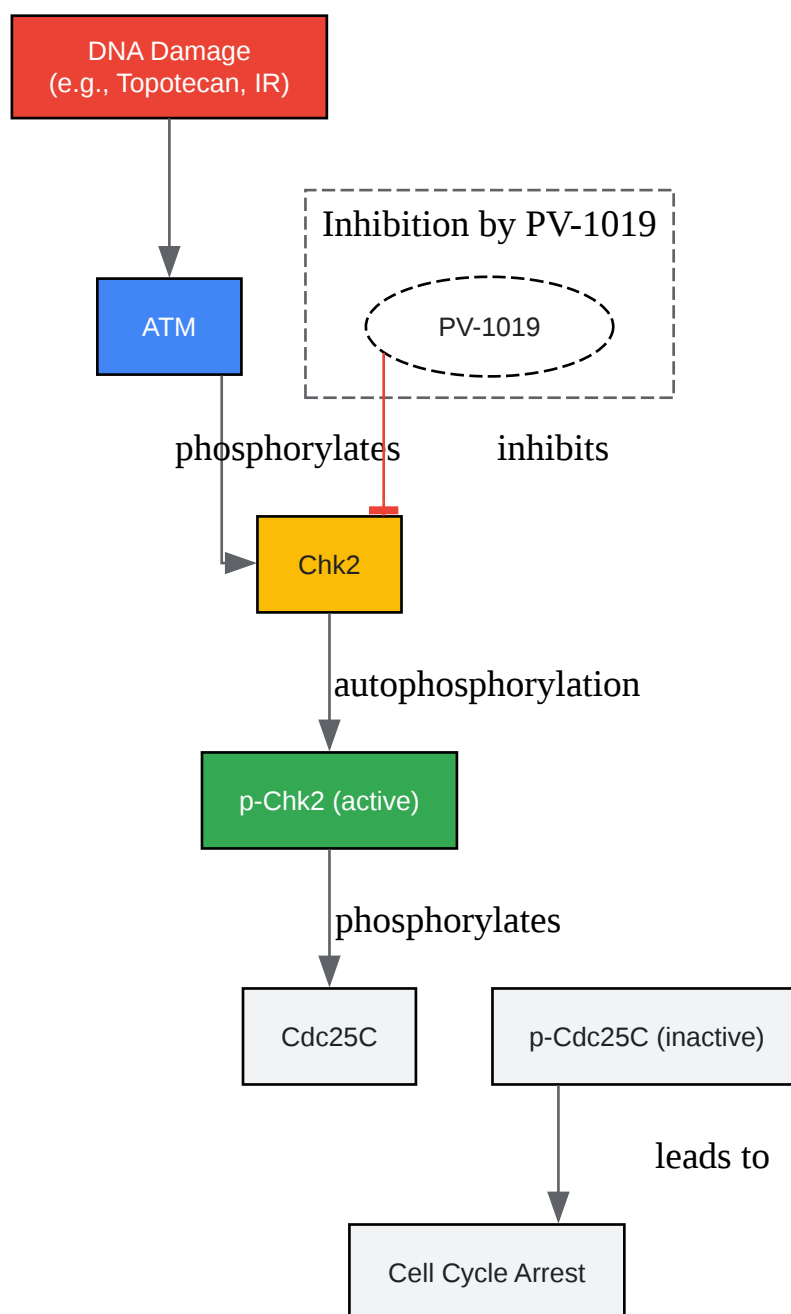 DNA Damage
(e.g., Topotecan, IR)
Inhibition by PV-1019
ATM
PV-1019
phosphorylates
inhibits
Chk2
autophosphorylation
p-Chk2 (active)
phosphorylates
Cdc25C
p-Cdc25C (inactive)
leads to
Cell Cycle Arrest